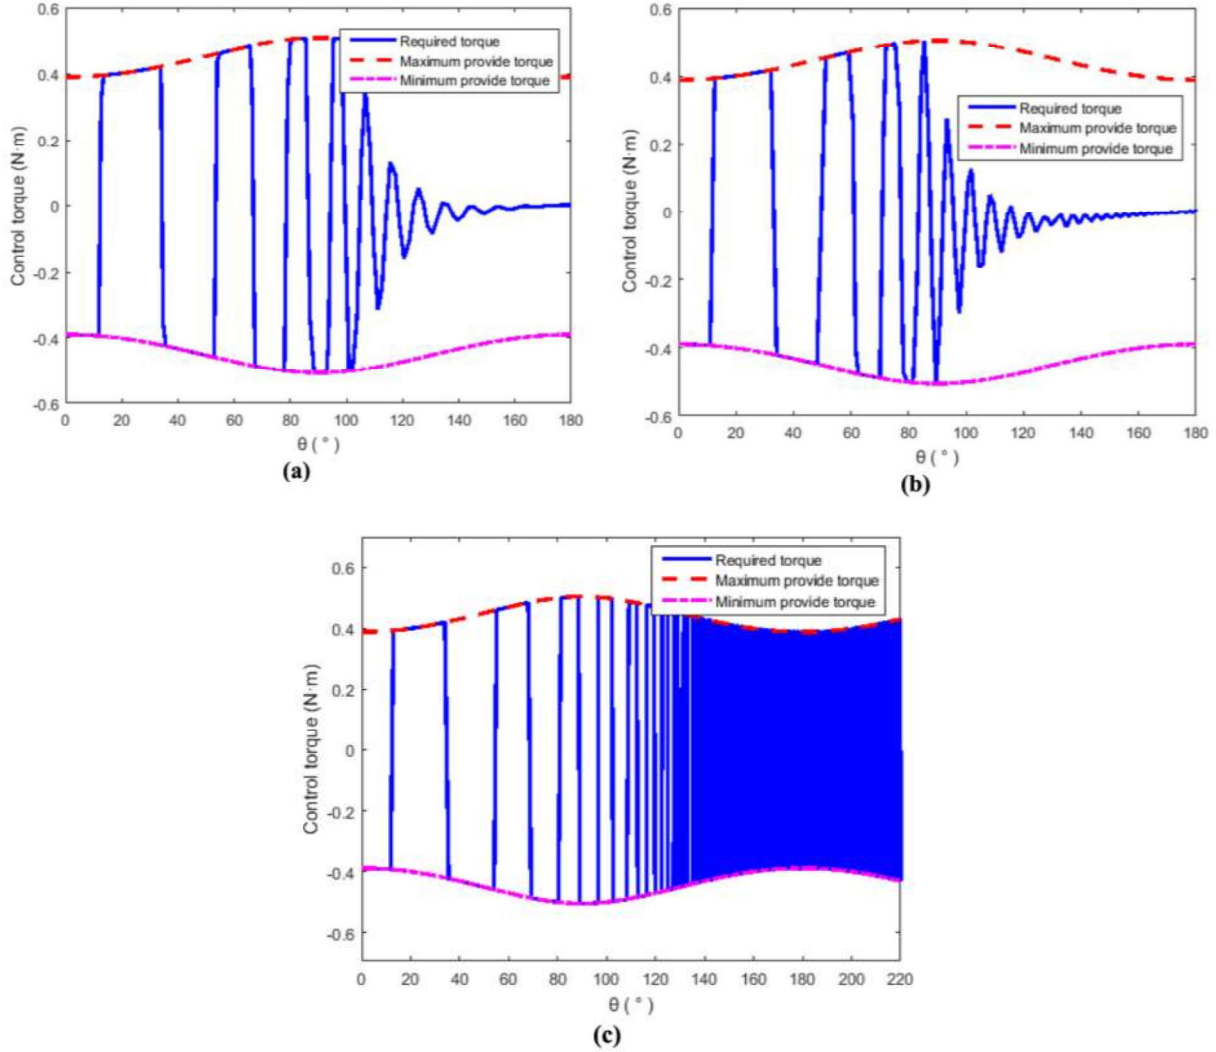 0.6
0.4
0.2
0
-0.2
-0.4
-0.6
Control torque (N·m)
Required torque
Maximum provide torque
Minimum provide torque
0 20 40 60 80 100 120 140 160 180
θ ( ° )
(a)
0.6
0.4
0.2
0
-0.2
-0.4
-0.6
Control torque (N·m)
Required torque
Maximum provide torque
Minimum provide torque
0 20 40 60 80 100 120 140 160 180
θ ( ° )
(b)
0.6
0.4
0.2
0
-0.2
-0.4
-0.6
Control torque (N·m)
Required torque
Maximum provide torque
Minimum provide torque
0 20 40 60 80 100 120 140 160 180 200 220
θ ( ° )
(c)